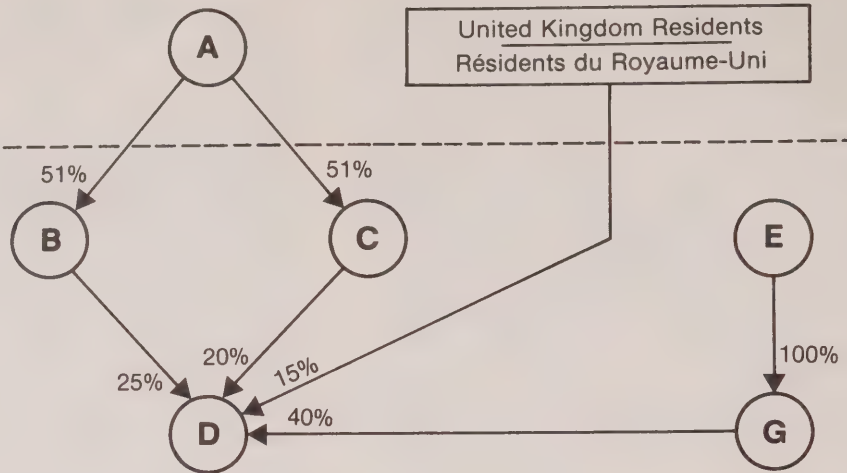 A
United Kingdom Residents
Résidents du Royaume-Uni
51%
51%
B
C
E
25%
20%
15%
100%
40%
D
G